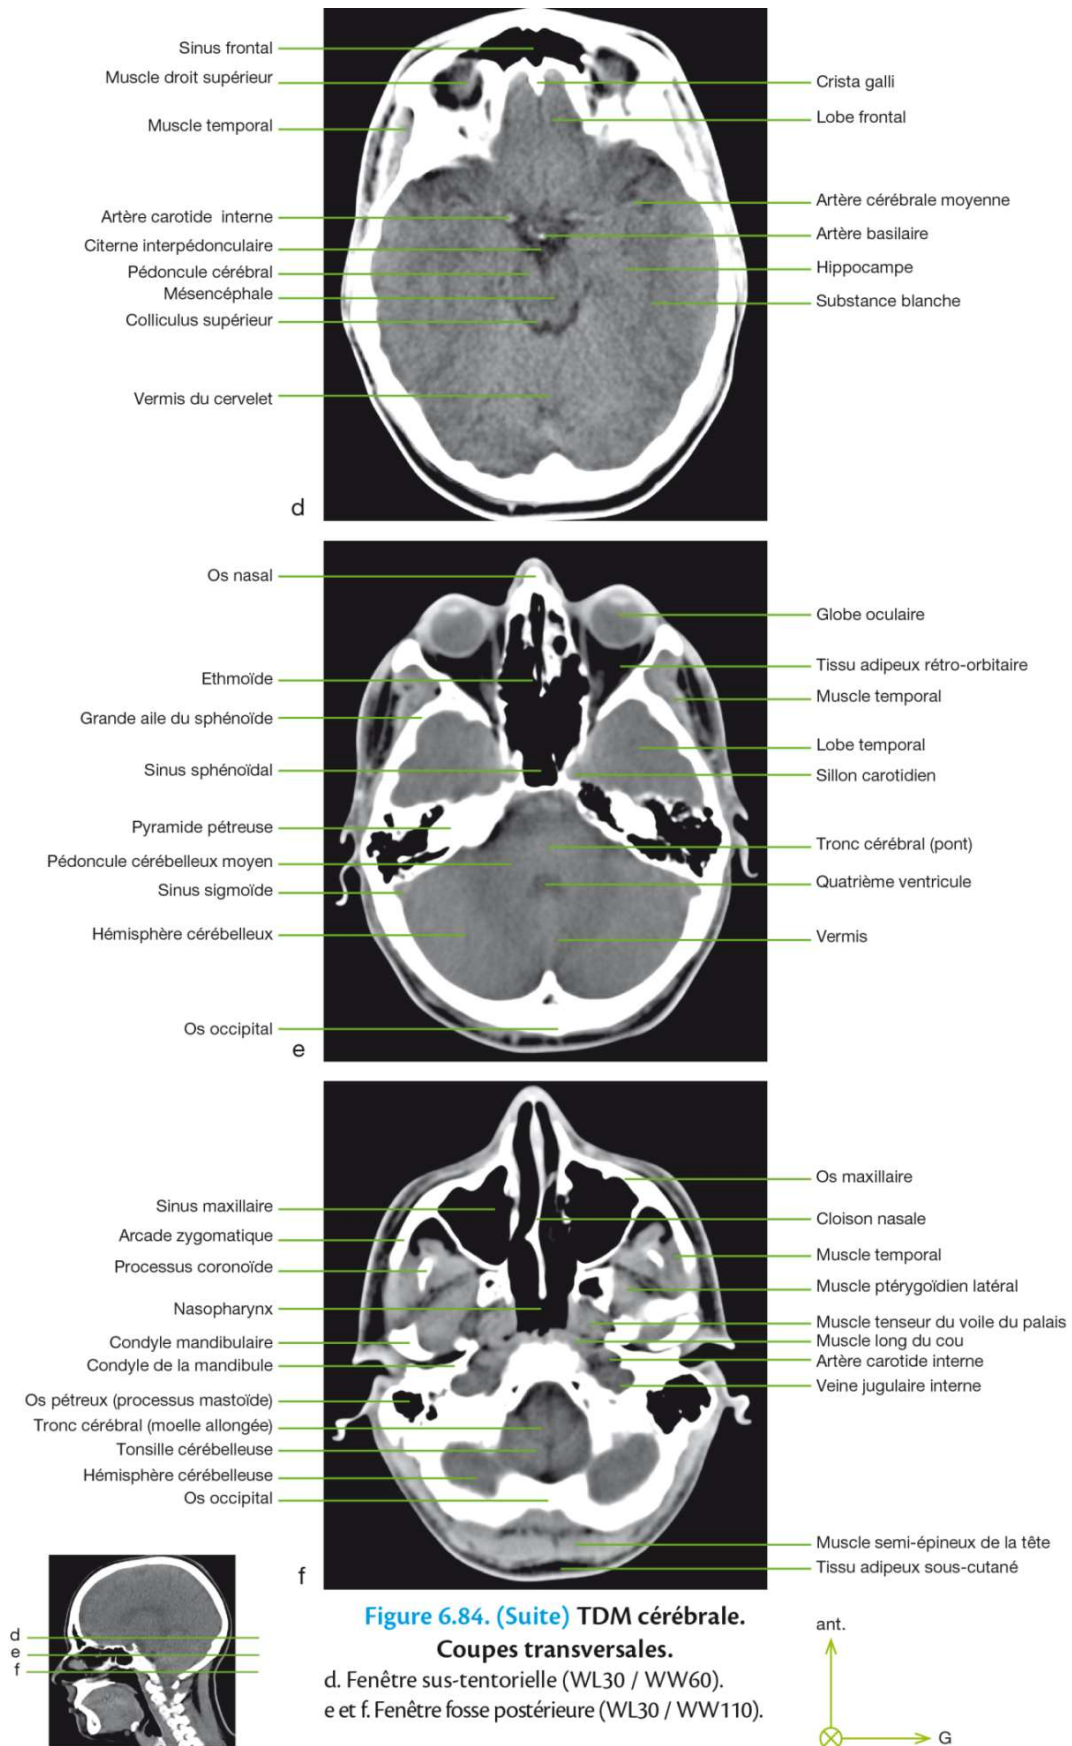 Sinus frontal
Muscle droit supérieur
Muscle temporal
Artère carotide interne
Citerne interpédonculaire
Pédoncule cérébral
Mésencéphale
Colliculus supérieur
Vermis du cervelet
Crista galli
Lobe frontal
Artère cérébrale moyenne
Artère basilaire
Hippocampe
Substance blanche
d
Os nasal
Ethmoïde
Grande aile du sphénoïde
Sinus sphénoïdal
Pyramide pétreuse
Pédoncule cérébelleux moyen
Sinus sigmoïde
Hémisphère cérébelleux
Os occipital
Globe oculaire
Tissu adipeux rétro-orbitaire
Muscle temporal
Lobe temporal
Sillon carotidien
Tronc cérébral (pont)
Quatrième ventricule
Vermis
e
Sinus maxillaire
Arcade zygomatique
Processus coronoïde
Nasopharynx
Condyle mandibulaire
Condyle de la mandibule
Os pétreux (processus mastoïde)
Tronc cérébral (moelle allongée)
Tonsille cérébelleuse
Hémisphère cérébelleuse
Os occipital
Os maxillaire
Cloison nasale
Muscle temporal
Muscle ptérygoïdien latéral
Muscle tenseur du voile du palais
Muscle long du cou
Artère carotide interne
Veine jugulaire interne
Muscle semi-épineux de la tête
Tissu adipeux sous-cutané
f
d
e
f
Figure 6.84. (Suite) TDM cérébrale.
Coupes transversales.
d. Fenêtre sus-tentorielle (WL30 / WW60).
e et f. Fenêtre fosse postérieure (WL30 / WW110).
ant.
G